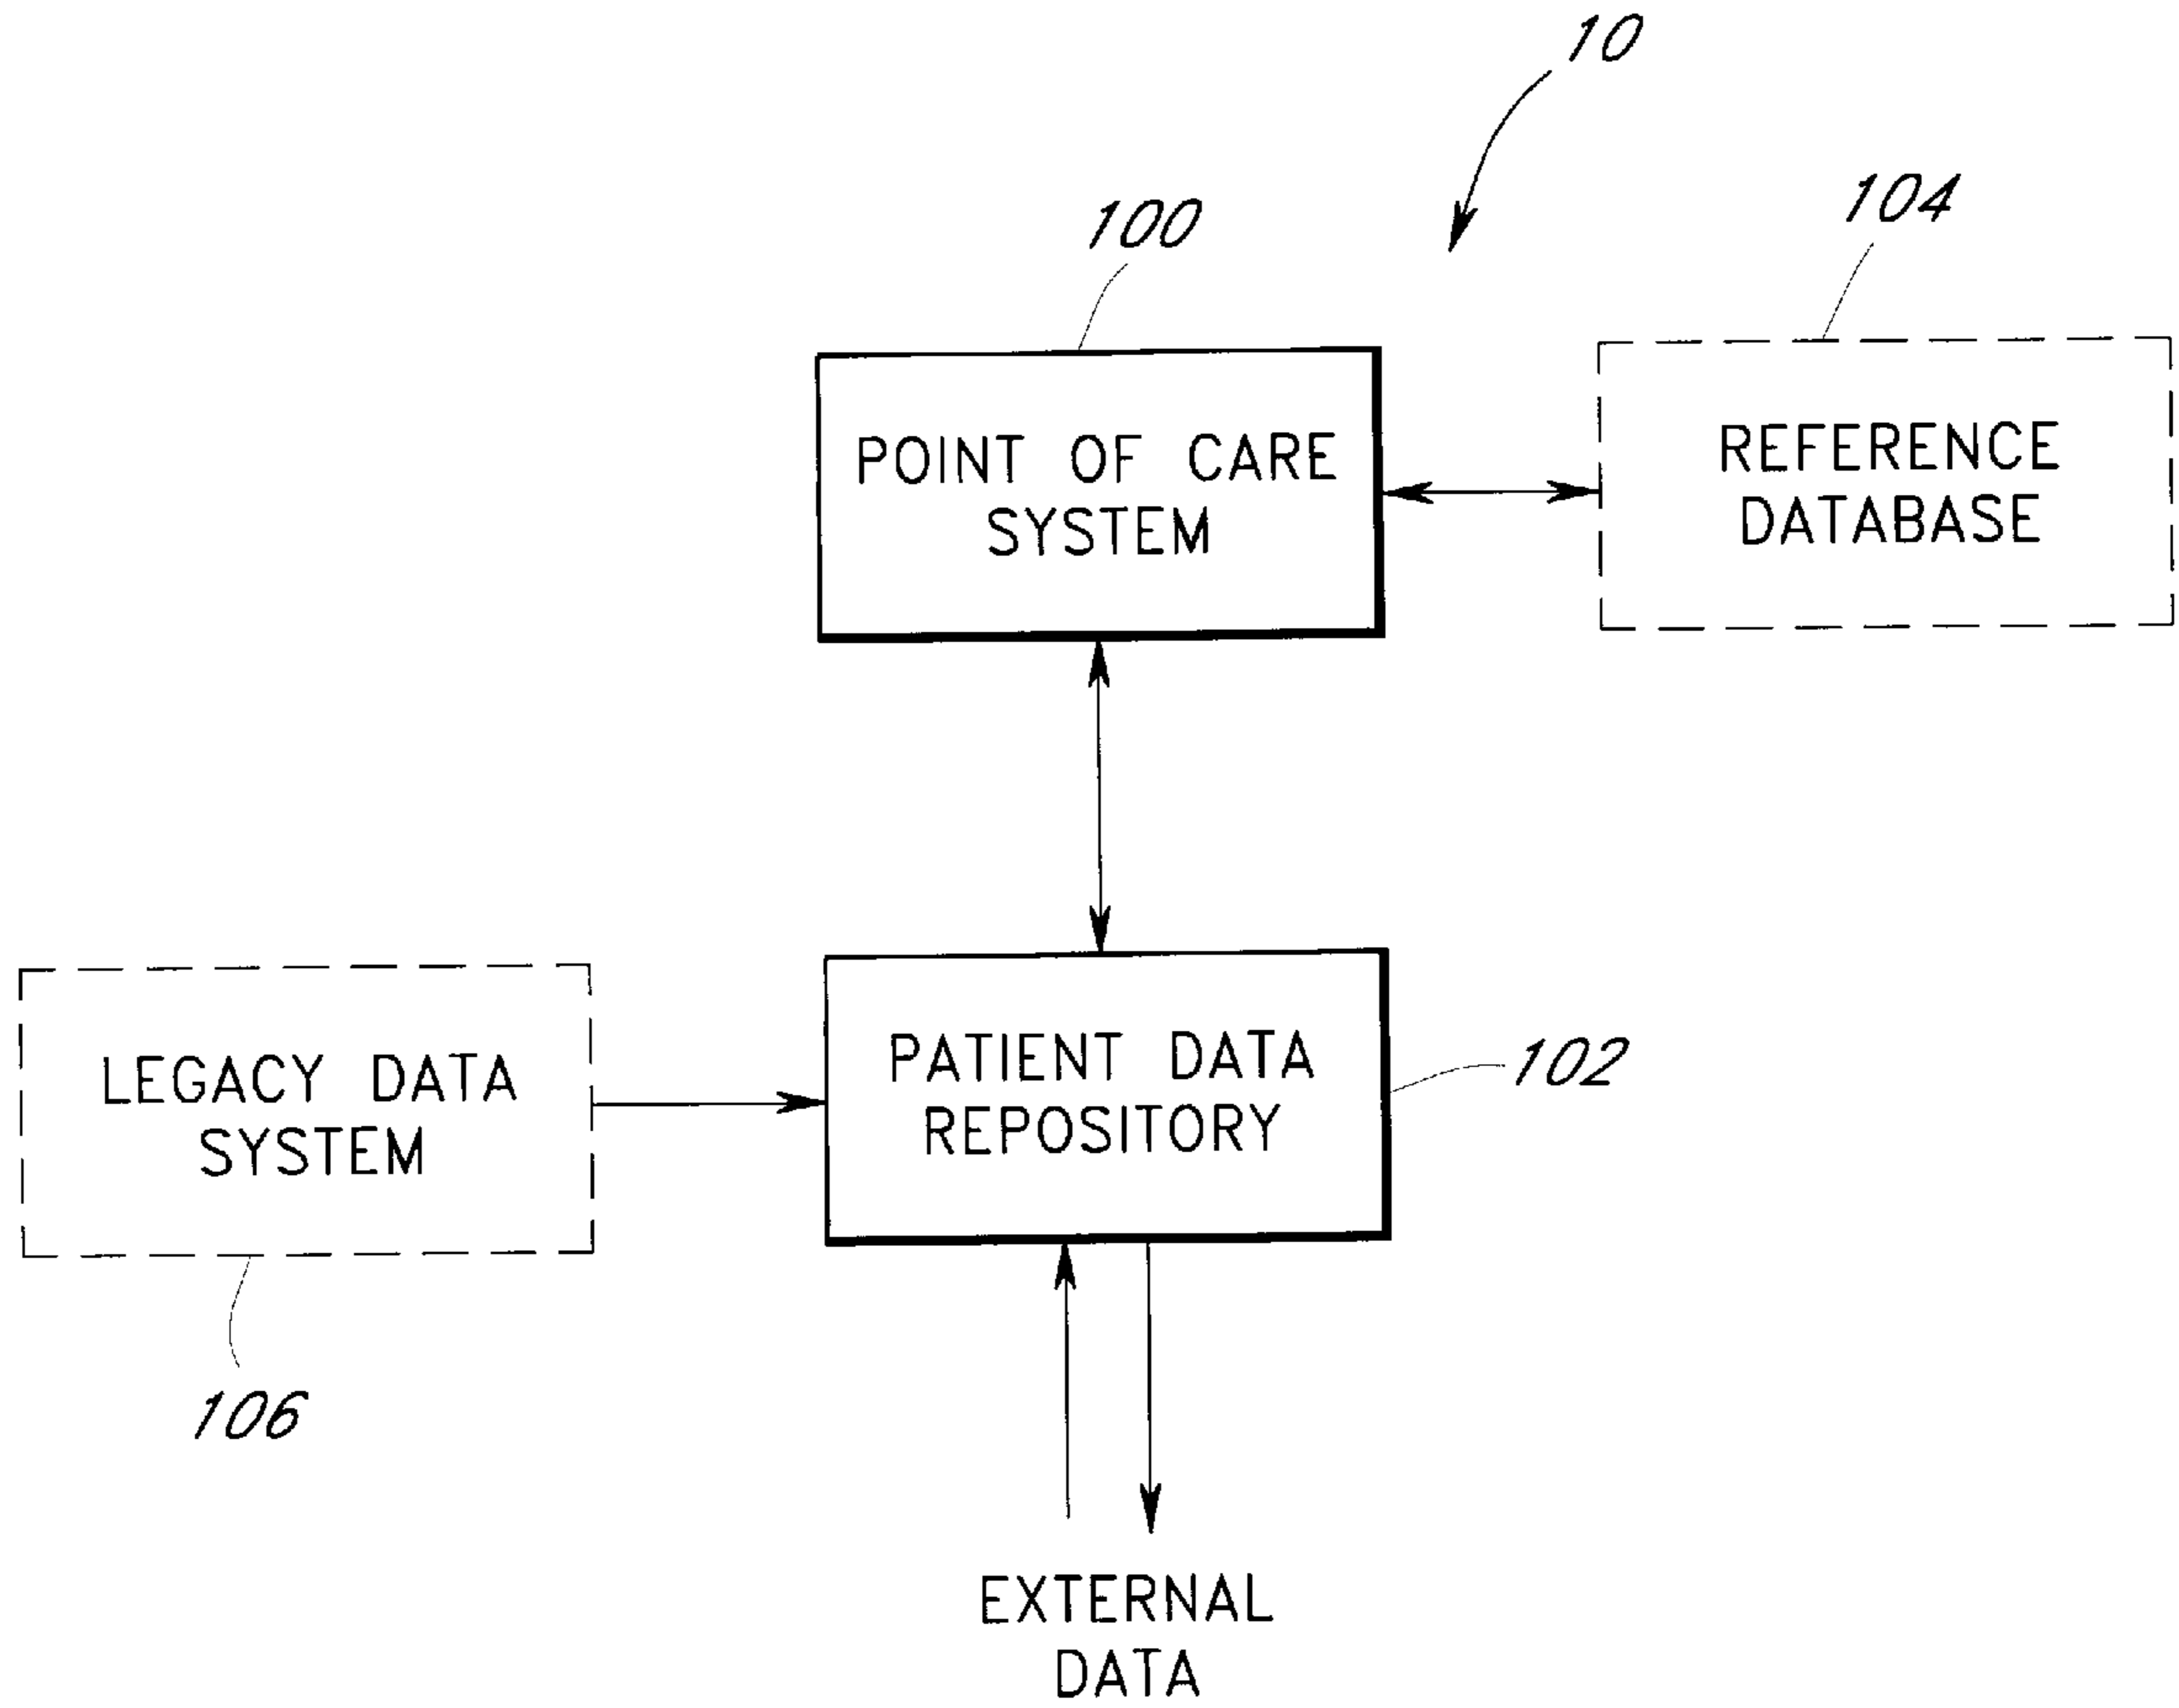 10
100
104
POINT OF CARE
SYSTEM
REFERENCE
DATABASE
LEGACY DATA
SYSTEM
PATIENT DATA
REPOSITORY
102
106
EXTERNAL
DATA